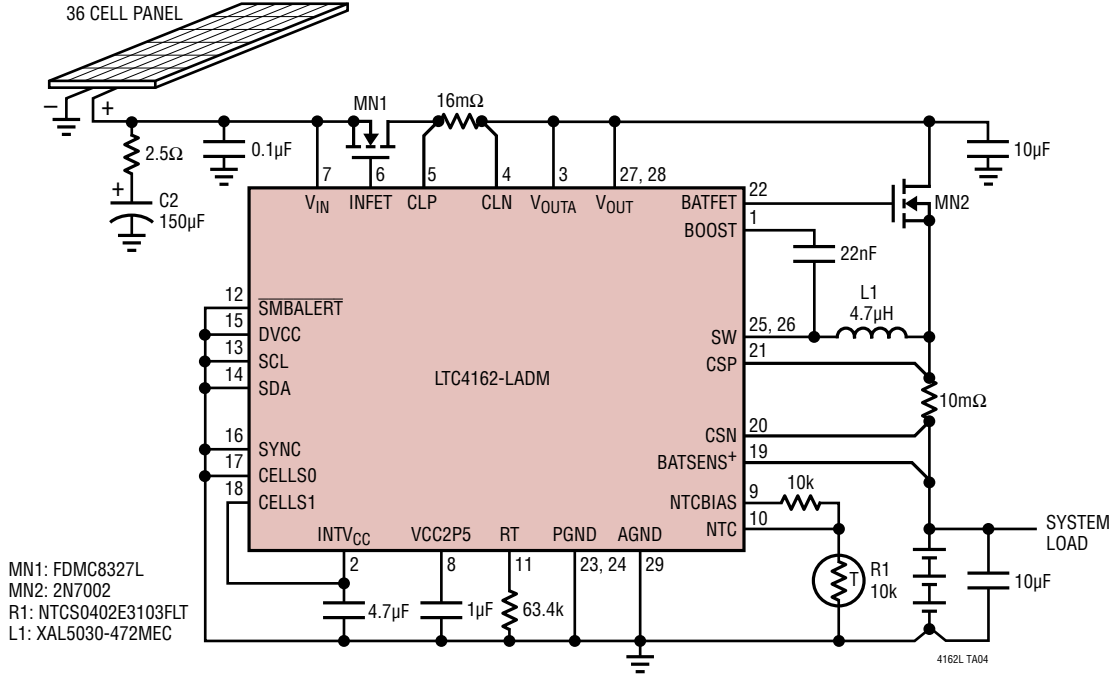 36 CELL PANEL
−
+
2.5Ω
+
C2
150µF
0.1µF
MN1
16mΩ
10µF
7
6
5
4
3
27, 28
VIN
INFET
CLP
CLN
VOUTA
VOUT
BATFET
22
MN2
BOOST
1
22nF
L1
4.7µH
SW
25, 26
CSP
21
10mΩ
CSN
20
BATSENS+
19
NTCBIAS
9
10k
NTC
10
12
SMBALERT
15
DVCC
13
SCL
14
SDA
16
SYNC
17
CELLS0
18
CELLS1
LTC4162-LADM
INTVCC
VCC2P5
RT
PGND
AGND
2
8
11
23, 24
29
4.7µF
1µF
63.4k
T
R1
10k
SYSTEM
LOAD
10µF
MN1: FDMC8327L
MN2: 2N7002
R1: NTCS0402E3103FLT
L1: XAL5030-472MEC
4162L TA04